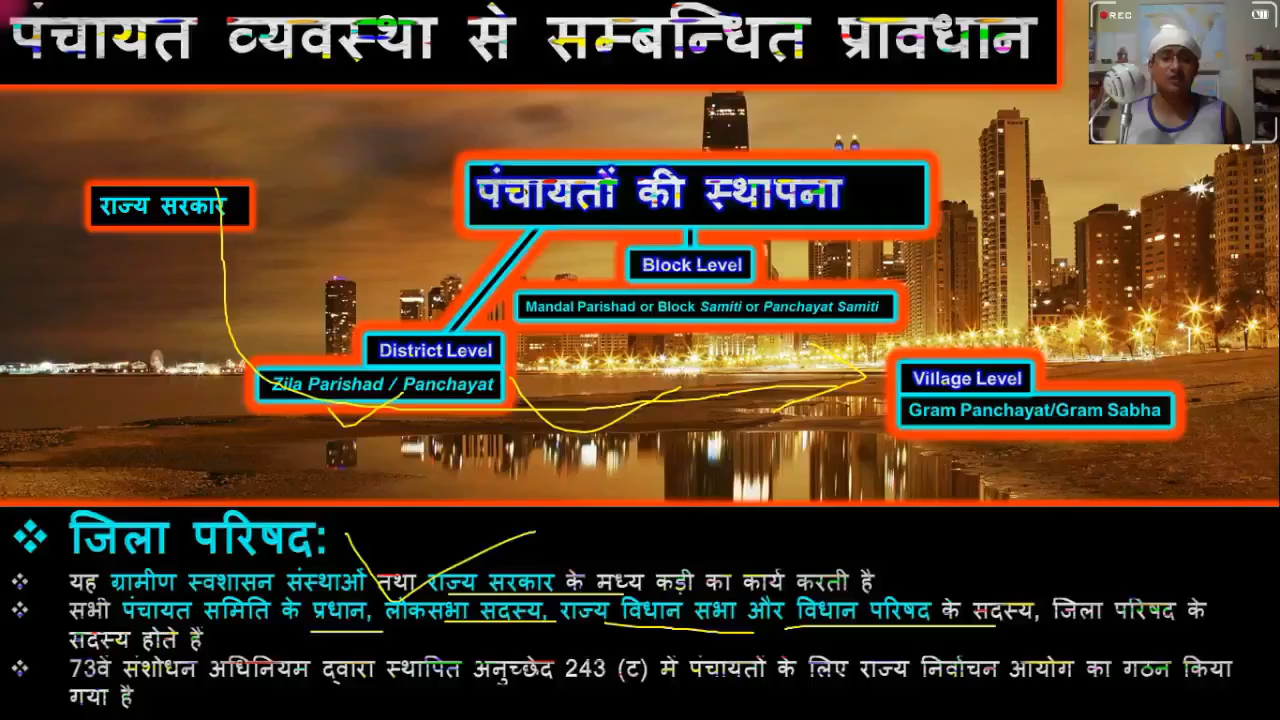 पंचायत व्यवस्था से सम्बन्धित प्रावधान
REC
राज्य सरकार
पंचायतों की स्थापना
Block Level
Mandal Parishad or Block Samiti or Panchayat Samiti
District Level
Zila Parishad / Panchayat
Village Level
Gram Panchayat/Gram Sabha
❖ जिला परिषद:
❖ यह ग्रामीण स्वशासन संस्थाओं तथा राज्य सरकार के मध्य कड़ी का कार्य करती है
❖ सभी पंचायत समिति के प्रधान, लोकसभा सदस्य, राज्य विधान सभा और विधान परिषद के सदस्य, जिला परिषद के
सदस्य होते हैं
❖ 73वें संशोधन अधिनियम द्वारा स्थापित अनुच्छेद 243 (ट) में पंचायतों के लिए राज्य निर्वाचन आयोग का गठन किया
गया है